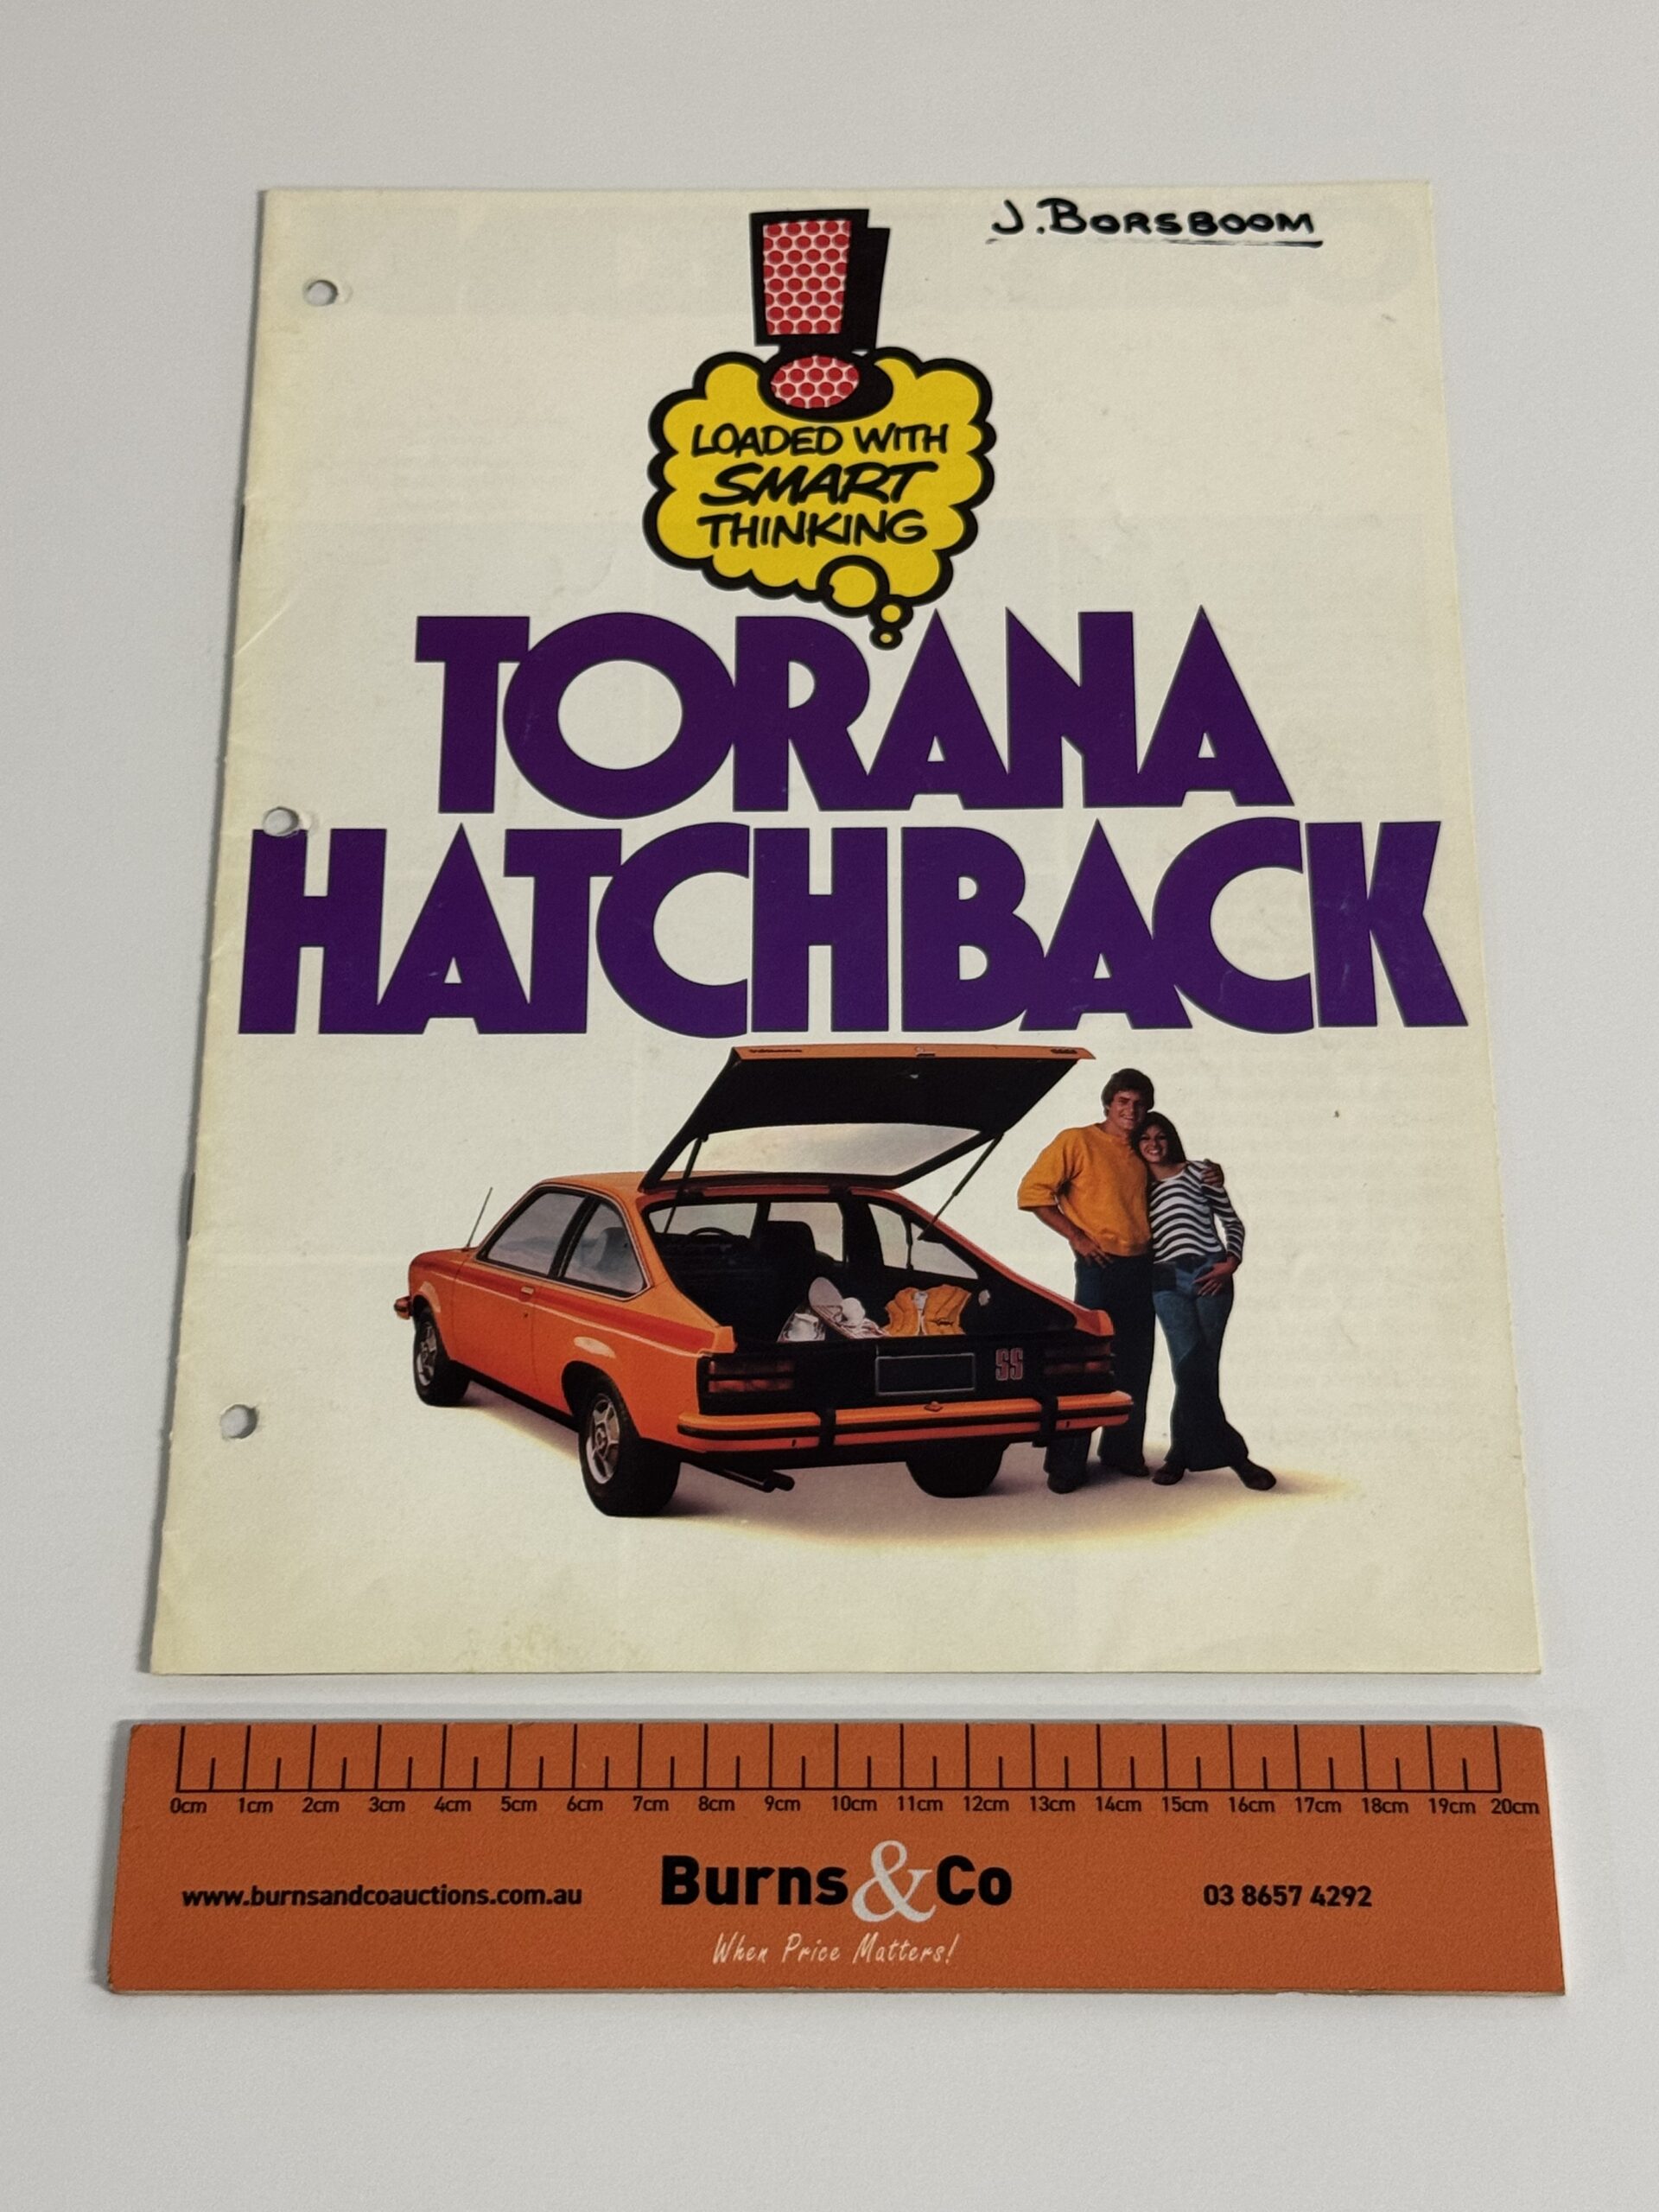 J. BORSBOOM
LOADED WITH
SMART
THINKING
TORANA
HATCHBACK
SS
0cm 1cm 2cm 3cm 4cm 5cm 6cm 7cm 8cm 9cm 10cm 11cm 12cm 13cm 14cm 15cm 16cm 17cm 18cm 19cm 20cm
www.burnsandcoauctions.com.au Burns&Co 03 8657 4292
When Price Matters!